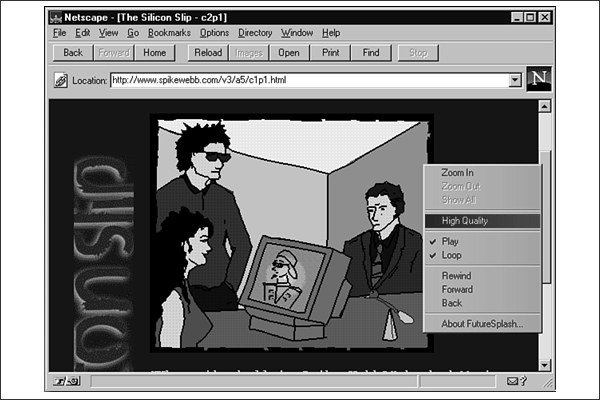 Netscape - [The Silicon Slip - c2p1]
File Edit View Go Bookmarks Options Directory Window Help
Back Forward Home Reload Images Open Print Find Stop
Location: http://www.spikewebb.com/v3/a5/c1p1.html
N
onslip
Zoom In
Zoom Out
Show All
High Quality
Play
Loop
Rewind
Forward
Back
About FutureSplash...